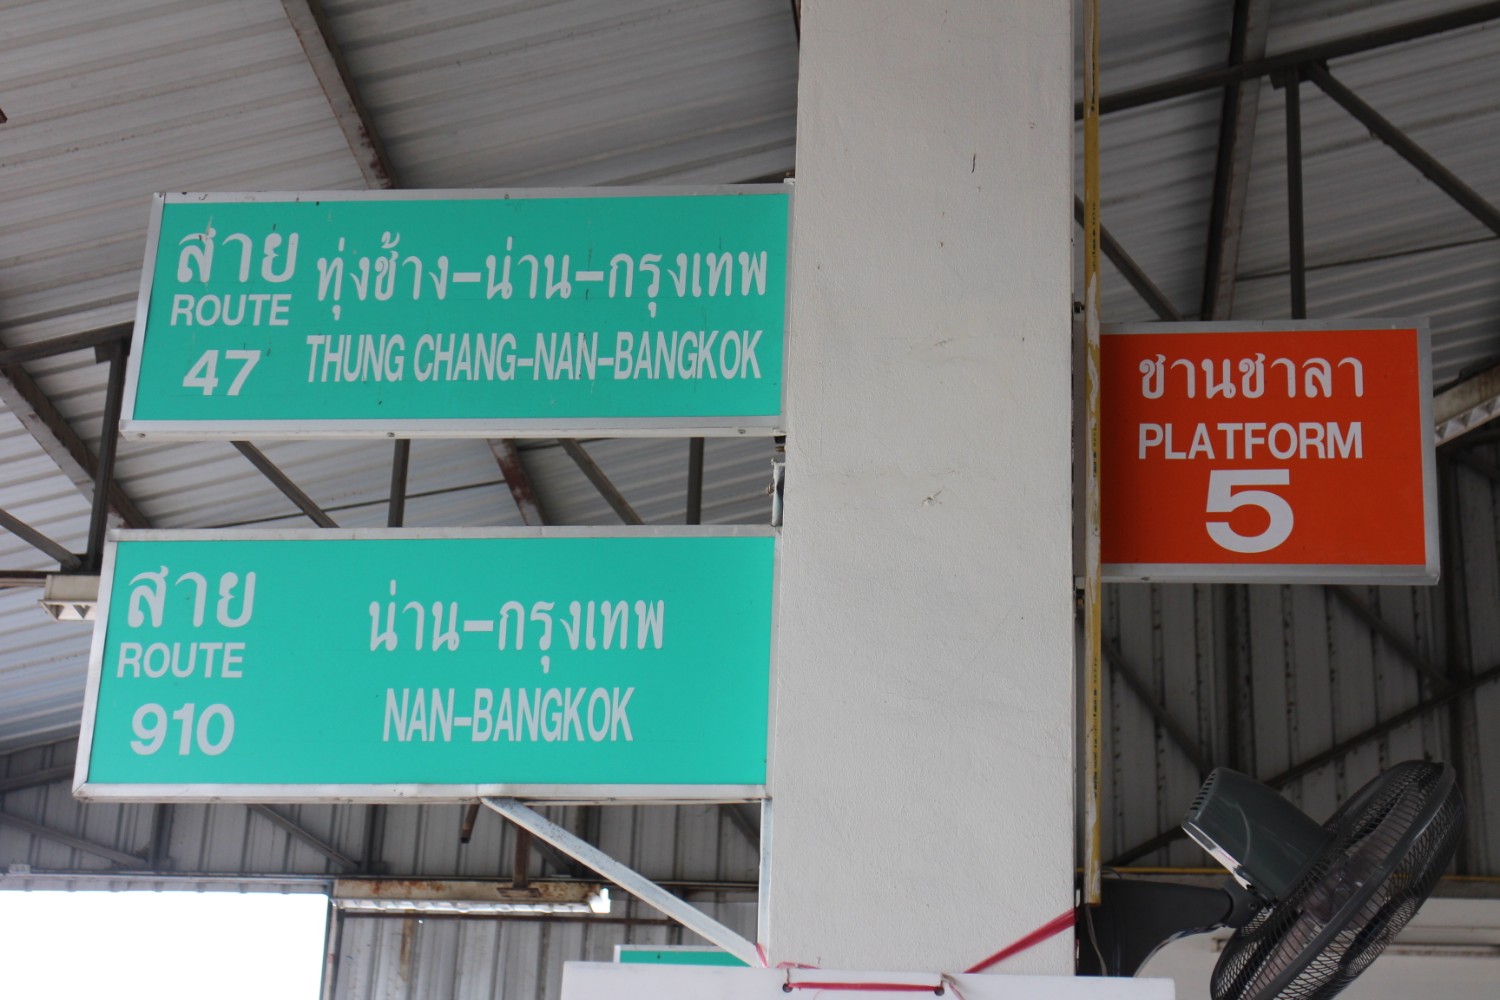 สาย
ROUTE
47
ทุ่งช้าง-น่าน-กรุงเทพ
THUNG CHANG-NAN-BANGKOK
สาย
ROUTE
910
น่าน-กรุงเทพ
NAN-BANGKOK
ชานชาลา
PLATFORM
5